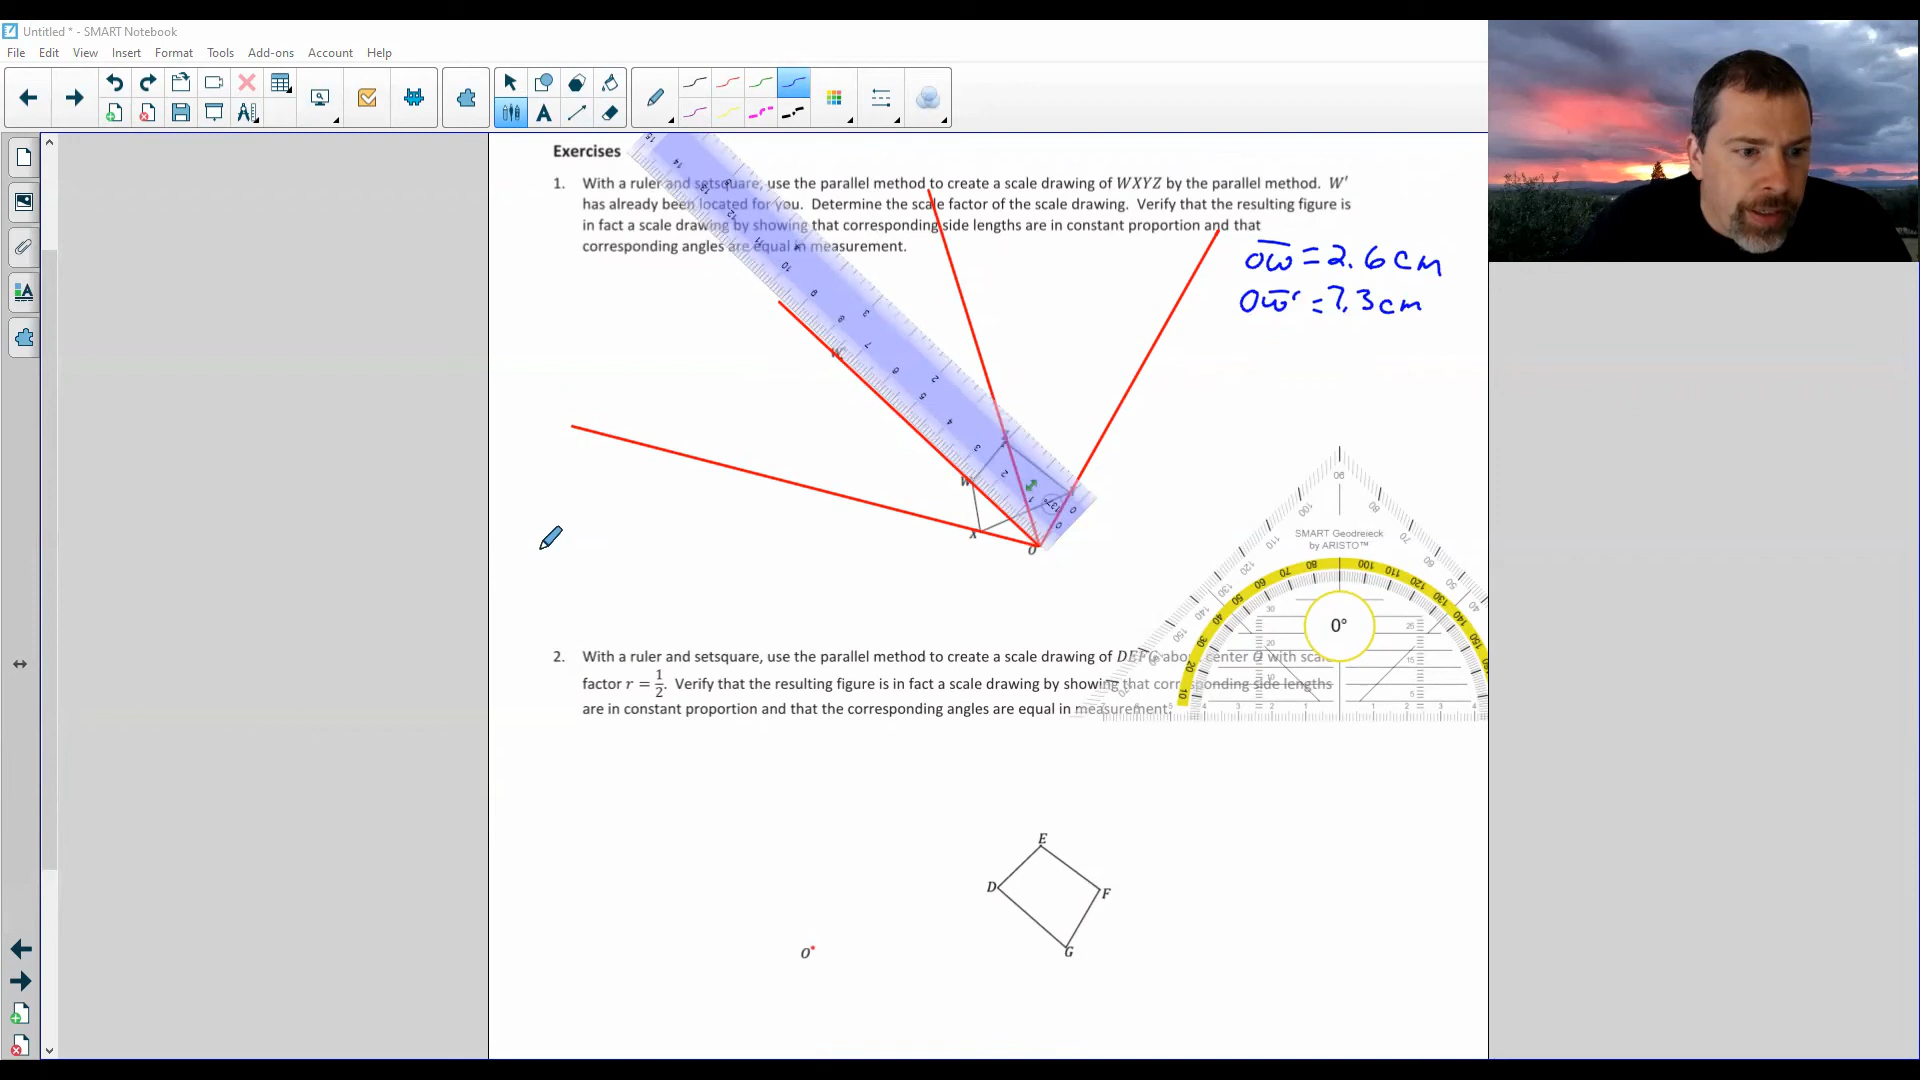 Untitled * - SMART Notebook
File Edit View Insert Format Tools Add-ons Account Help
Exercises
1. With a ruler and setsquare, use the parallel method to create a scale drawing of WXYZ by the parallel method. W′
has already been located for you. Determine the scale factor of the scale drawing. Verify that the resulting figure is
in fact a scale drawing by showing that corresponding side lengths are in constant proportion and that
corresponding angles are equal in measurement.
OW = 2.6 cm
OW' = 7.3 cm
W
X
O
137°
SMART Geodreieck
by ARISTO™
0°
2. With a ruler and setsquare, use the parallel method to create a scale drawing of DEFG about center O with scale
factor r = 1/2. Verify that the resulting figure is in fact a scale drawing by showing that corresponding side lengths
are in constant proportion and that the corresponding angles are equal in measurement.
E
D
F
G
O